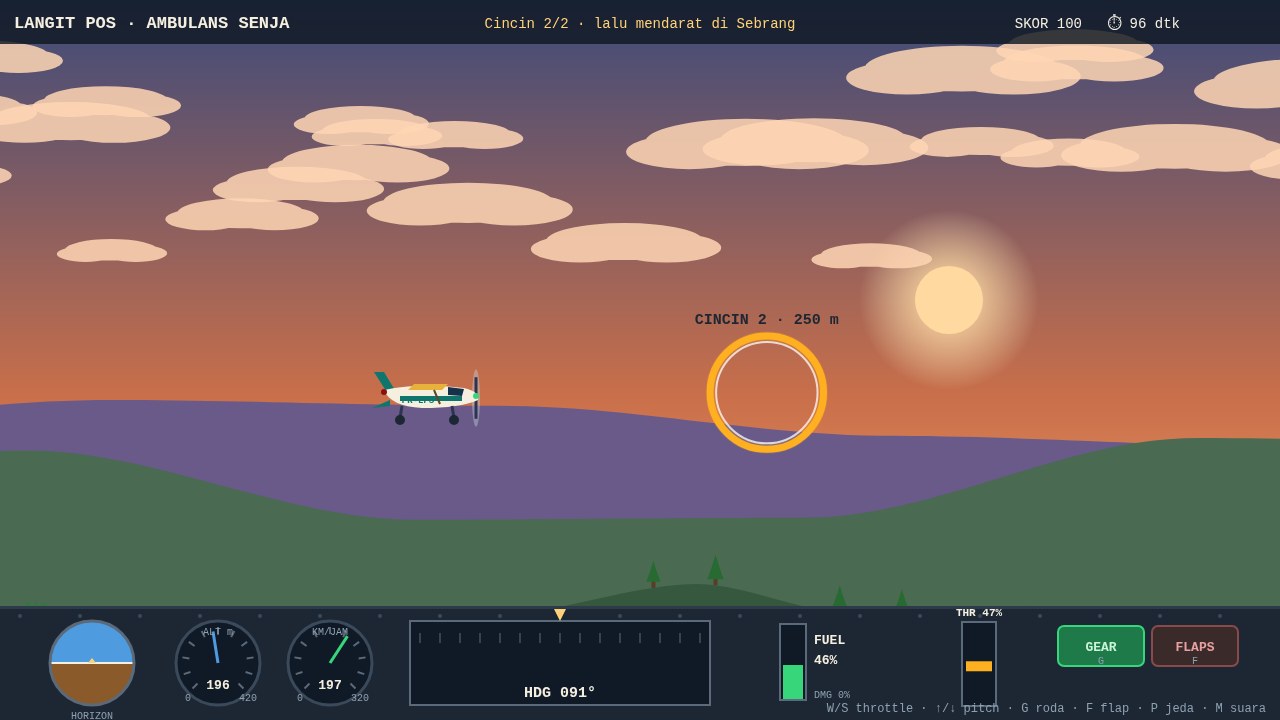 LANGIT POS · AMBULANS SENJA
Cincin 2/2 · lalu mendarat di Sebrang
SKOR 100
⏱ 96 dtk
CINCIN 2 · 250 m
HORIZON
ALT m
196
0
420
KM/JAM
197
0
320
HDG 091°
FUEL
46%
DMG 0%
THR 47%
GEAR
G
FLAPS
F
W/S throttle · ↑/↓ pitch · G roda · F flap · P jeda · M suara